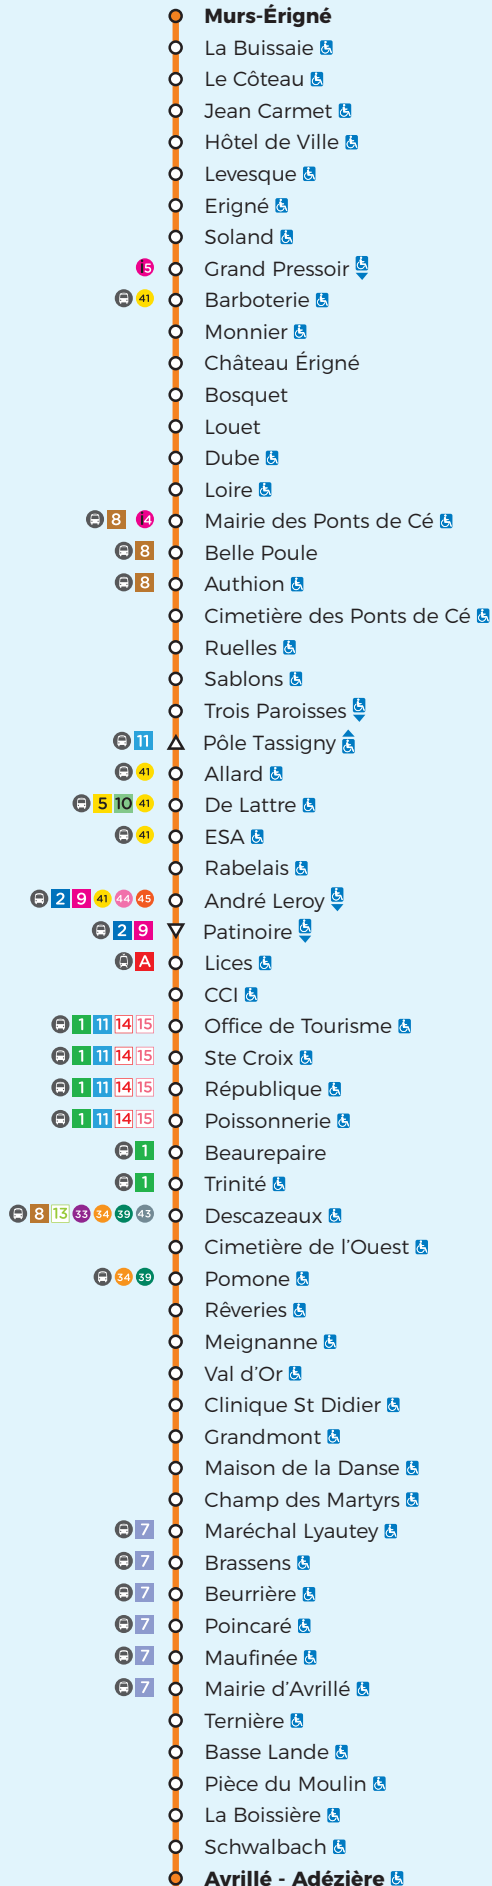 Murs-Érigné
La Buissaie
Le Côteau
Jean Carmet
Hôtel de Ville
Levesque
Erigné
Soland
i5 Grand Pressoir
41 Barboterie
Monnier
Château Érigné
Bosquet
Louet
Dube
Loire
8 i4 Mairie des Ponts de Cé
8 Belle Poule
8 Authion
Cimetière des Ponts de Cé
Ruelles
Sablons
Trois Paroisses
11 Pôle Tassigny
41 Allard
5 10 41 De Lattre
41 ESA
Rabelais
2 9 41 44 45 André Leroy
2 9 Patinoire
A Lices
CCI
1 11 14 15 Office de Tourisme
1 11 14 15 Ste Croix
1 11 14 15 République
1 11 14 15 Poissonnerie
1 Beaurepaire
1 Trinité
8 13 33 34 39 43 Descazeaux
Cimetière de l'Ouest
34 39 Pomone
Rêveries
Meignanne
Val d'Or
Clinique St Didier
Grandmont
Maison de la Danse
Champ des Martyrs
7 Maréchal Lyautey
7 Brassens
7 Beurrière
7 Poincaré
7 Maufinée
7 Mairie d'Avrillé
Ternière
Basse Lande
Pièce du Moulin
La Boissière
Schwalbach
Avrillé - Adézière